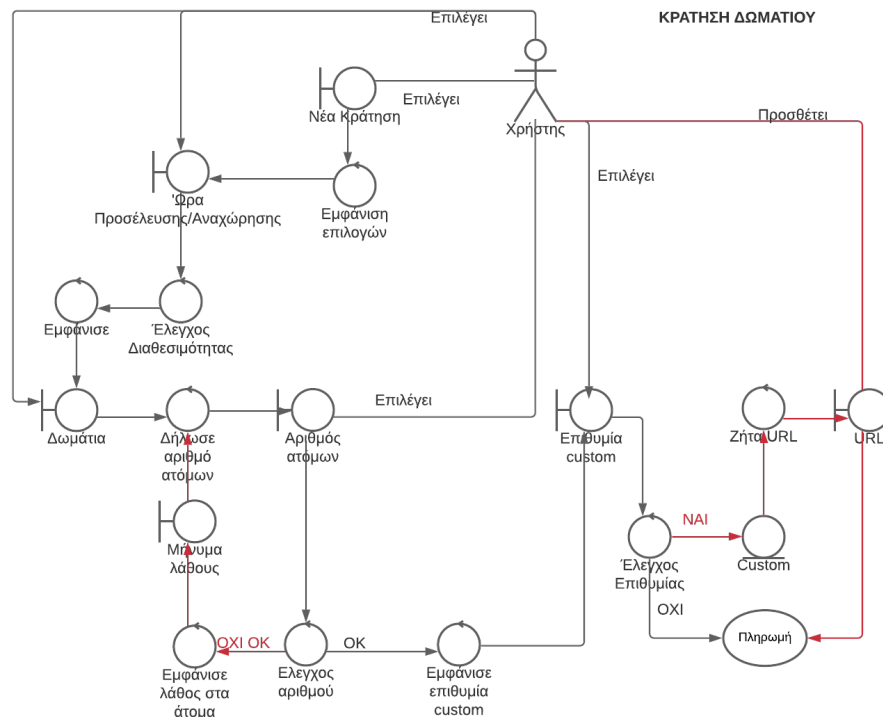 Επιλέγει
ΚΡΑΤΗΣΗ ΔΩΜΑΤΙΟΥ
Επιλέγει
Νέα Κράτηση
Χρήστης
Προσθέτει
Επιλέγει
'Ώρα
Προσέλευσης/Αναχώρησης
Εμφάνιση
επιλογών
Εμφάνισε
Έλεγχος
Διαθεσιμότητας
Επιλέγει
Δωμάτια
Δήλωσε
αριθμό
ατόμων
Αριθμός
ατόμων
Επιθυμία
custom
Ζήτα URL
URL
Μήνυμα
λάθους
ΝΑΙ
Έλεγχος
Επιθυμίας
Custom
ΟΧΙ
Πληρωμή
ΟΧΙ ΟΚ
ΟΚ
Εμφάνισε
λάθος στα
άτομα
Ελεγχος
αριθμού
Εμφάνισε
επιθυμία
custom